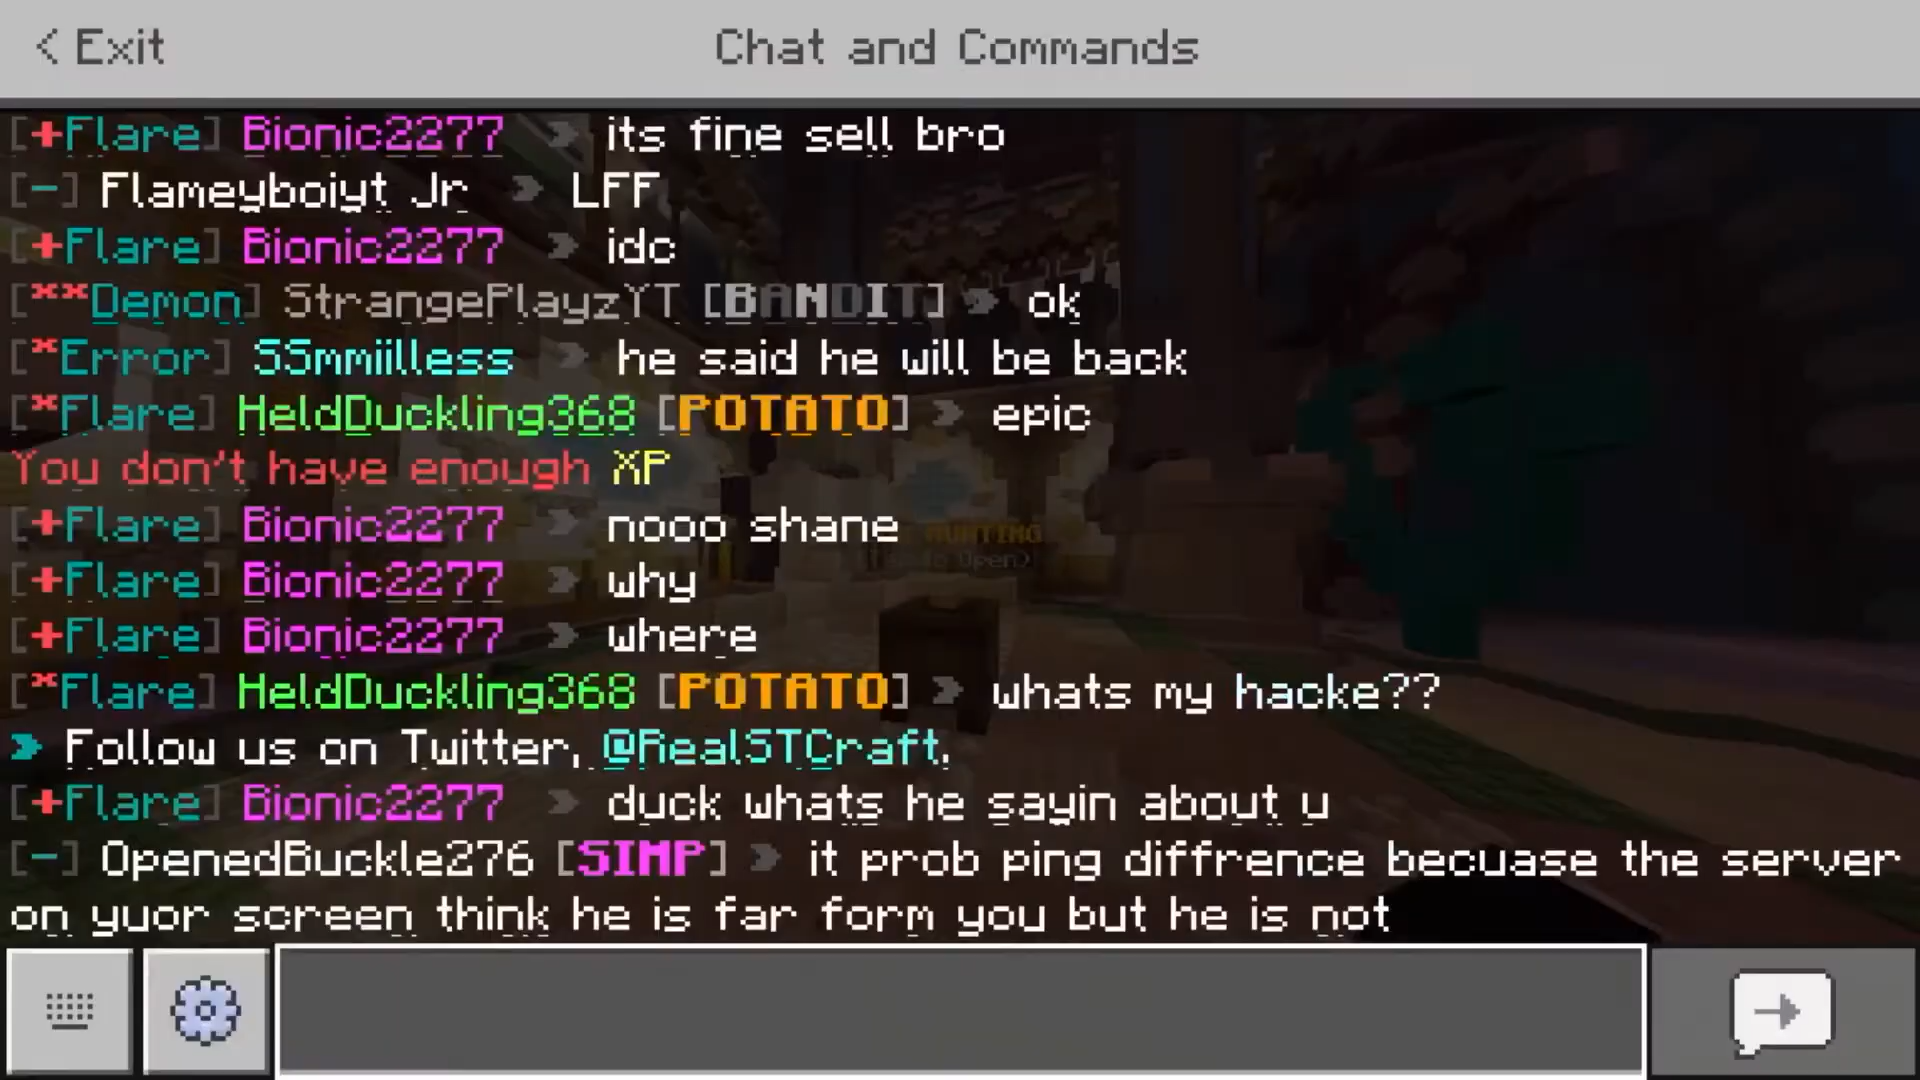 < Exit
Chat and Commands
[+Flare] Bionic2277 > its fine sell bro
[-] Flameyboiyt Jr > LFF
[+Flare] Bionic2277 > idc
[**Demon] StrangePlayzYT [BANDIT] > ok
[*Error] SSmmiilless > he said he will be back
[*Flare] HeldDuckling368 [POTATO] > epic
You don't have enough XP
[+Flare] Bionic2277 > nooo shane
[+Flare] Bionic2277 > why
[+Flare] Bionic2277 > where
[*Flare] HeldDuckling368 [POTATO] > whats my hacke??
> Follow us on Twitter, @RealSTCraft.
[+Flare] Bionic2277 > duck whats he sayin about u
[-] OpenedBuckle276 [SIMP] > it prob ping diffrence becuase the server
on yuor screen think he is far form you but he is not